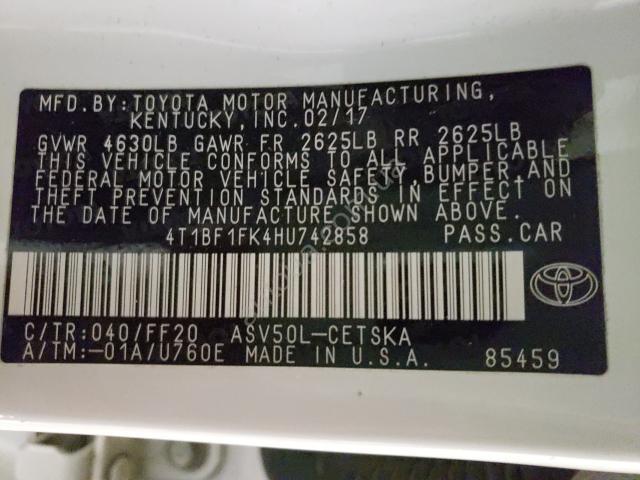 MFD.BY:TOYOTA MOTOR MANUFACTURING,
KENTUCKY, INC. 02/17
GVWR 4630LB GAWR FR 2625LB RR 2625LB
THIS VEHICLE CONFORMS TO ALL APPLICABLE
FEDERAL MOTOR VEHICLE SAFETY,BUMPER,AND
THEFT PREVENTION STANDARDS IN EFFECT ON
THE DATE OF MANUFACTURE SHOWN ABOVE.
4T1BF1FK4HU742858 PASS.CAR
C/TR:040/FF20 ASV50L-CETSKA
A/TM:-01A/U760E MADE IN U.S.A. 85459